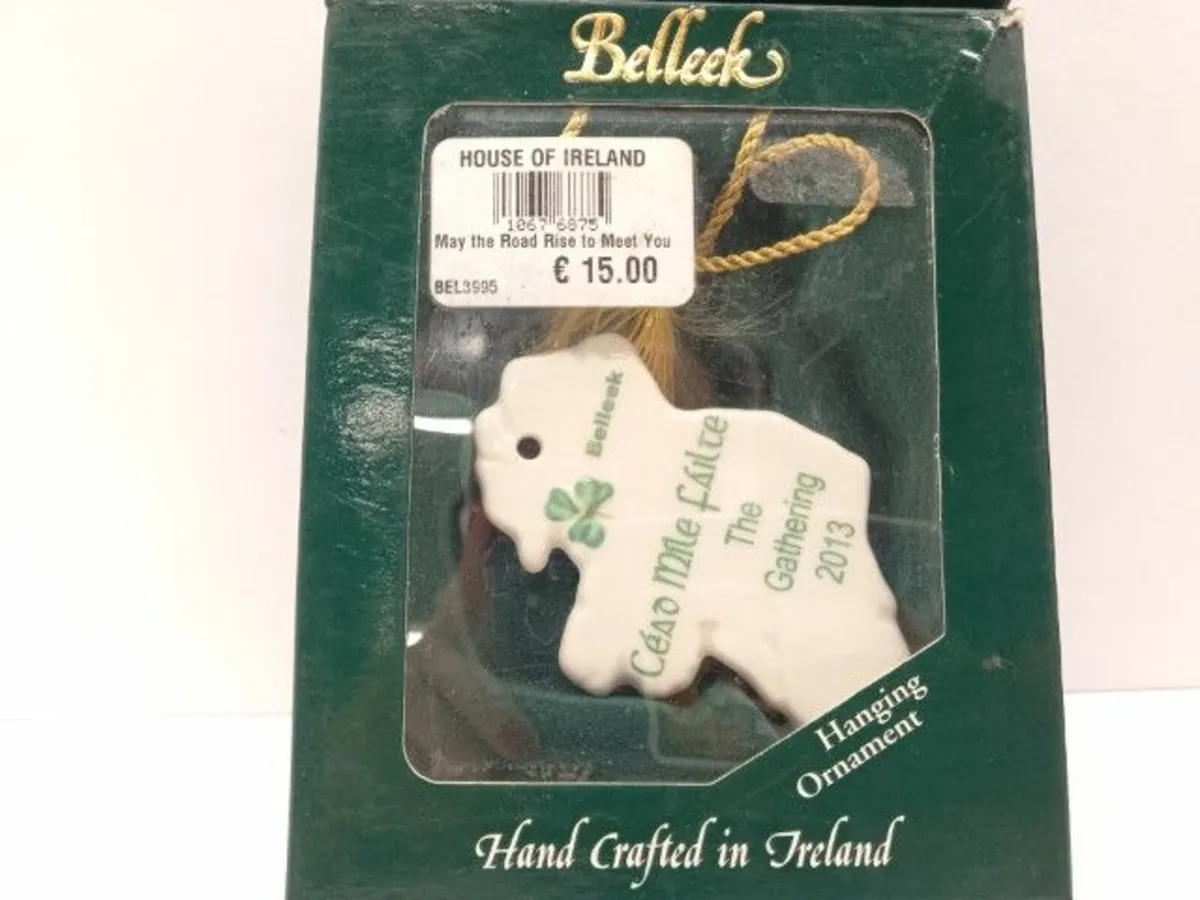 Belleek
HOUSE OF IRELAND
1067 6875
May the Road Rise to Meet You
€ 15.00
BEL3995
Belleek
Céad Míle Fáilte
The
Gathering
2013
Hanging
Ornament
Hand Crafted in Ireland